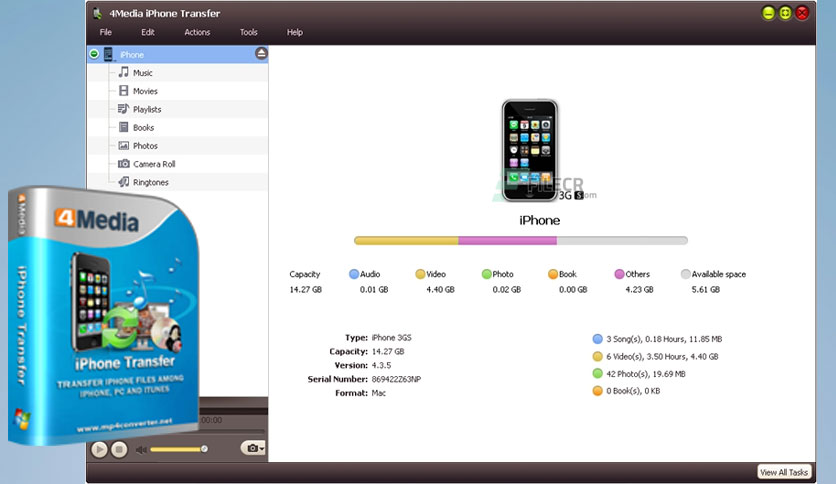 4Media iPhone Transfer
File Edit Actions Tools Help
iPhone
Music
Movies
Playlists
Books
Photos
Camera Roll
Ringtones
FILECR
3G S om
iPhone
Capacity Audio Video Photo Book Others Available space
14.27 GB 0.01 GB 4.40 GB 0.02 GB 0.00 GB 4.23 GB 5.61 GB
Type: iPhone 3GS
Capacity: 14.27 GB
Version: 4.3.5
Serial Number: 869422Z63NP
Format: Mac
3 Song(s), 0.18 Hours, 11.85 MB
6 Video(s), 3.50 Hours, 4.40 GB
42 Photo(s), 19.69 MB
0 Book(s), 0 KB
:00:00
View All Tasks
4Media
iPhone Transfer
4Media
iPhone Transfer
TRANSFER IPHONE FILES AMONG
IPHONE, PC AND ITUNES
www.mp4converter.net